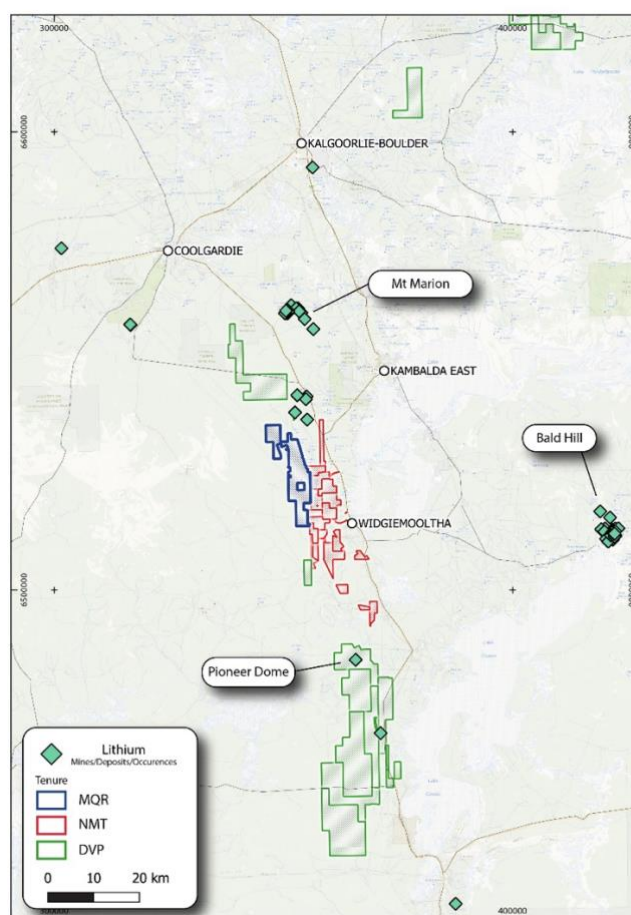 300000
400000
6600000
KALGOORLIE-BOULDER
COOLGARDIE
Mt Marion
KAMBALDA EAST
Bald Hill
WIDGIEMOOLTHA
6500000
Pioneer Dome
Lithium
Mines/Deposits/Occurences
Tenure
MQR
NMT
DVP
0 10 20 km
400000